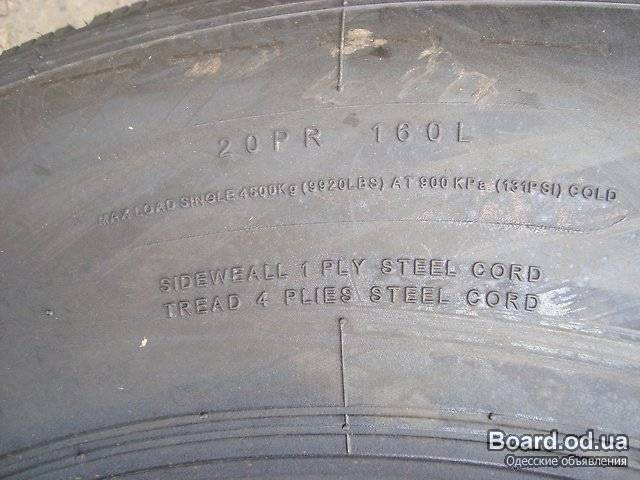 20PR 160L
MAX LOAD SINGLE 4500Kg (9920LBS) AT 900 KPa (131PSI) COLD
SIDEWEALL 1 PLY STEEL CORD
TREAD 4 PLIES STEEL CORD
Board.od.ua
Одесские объявления